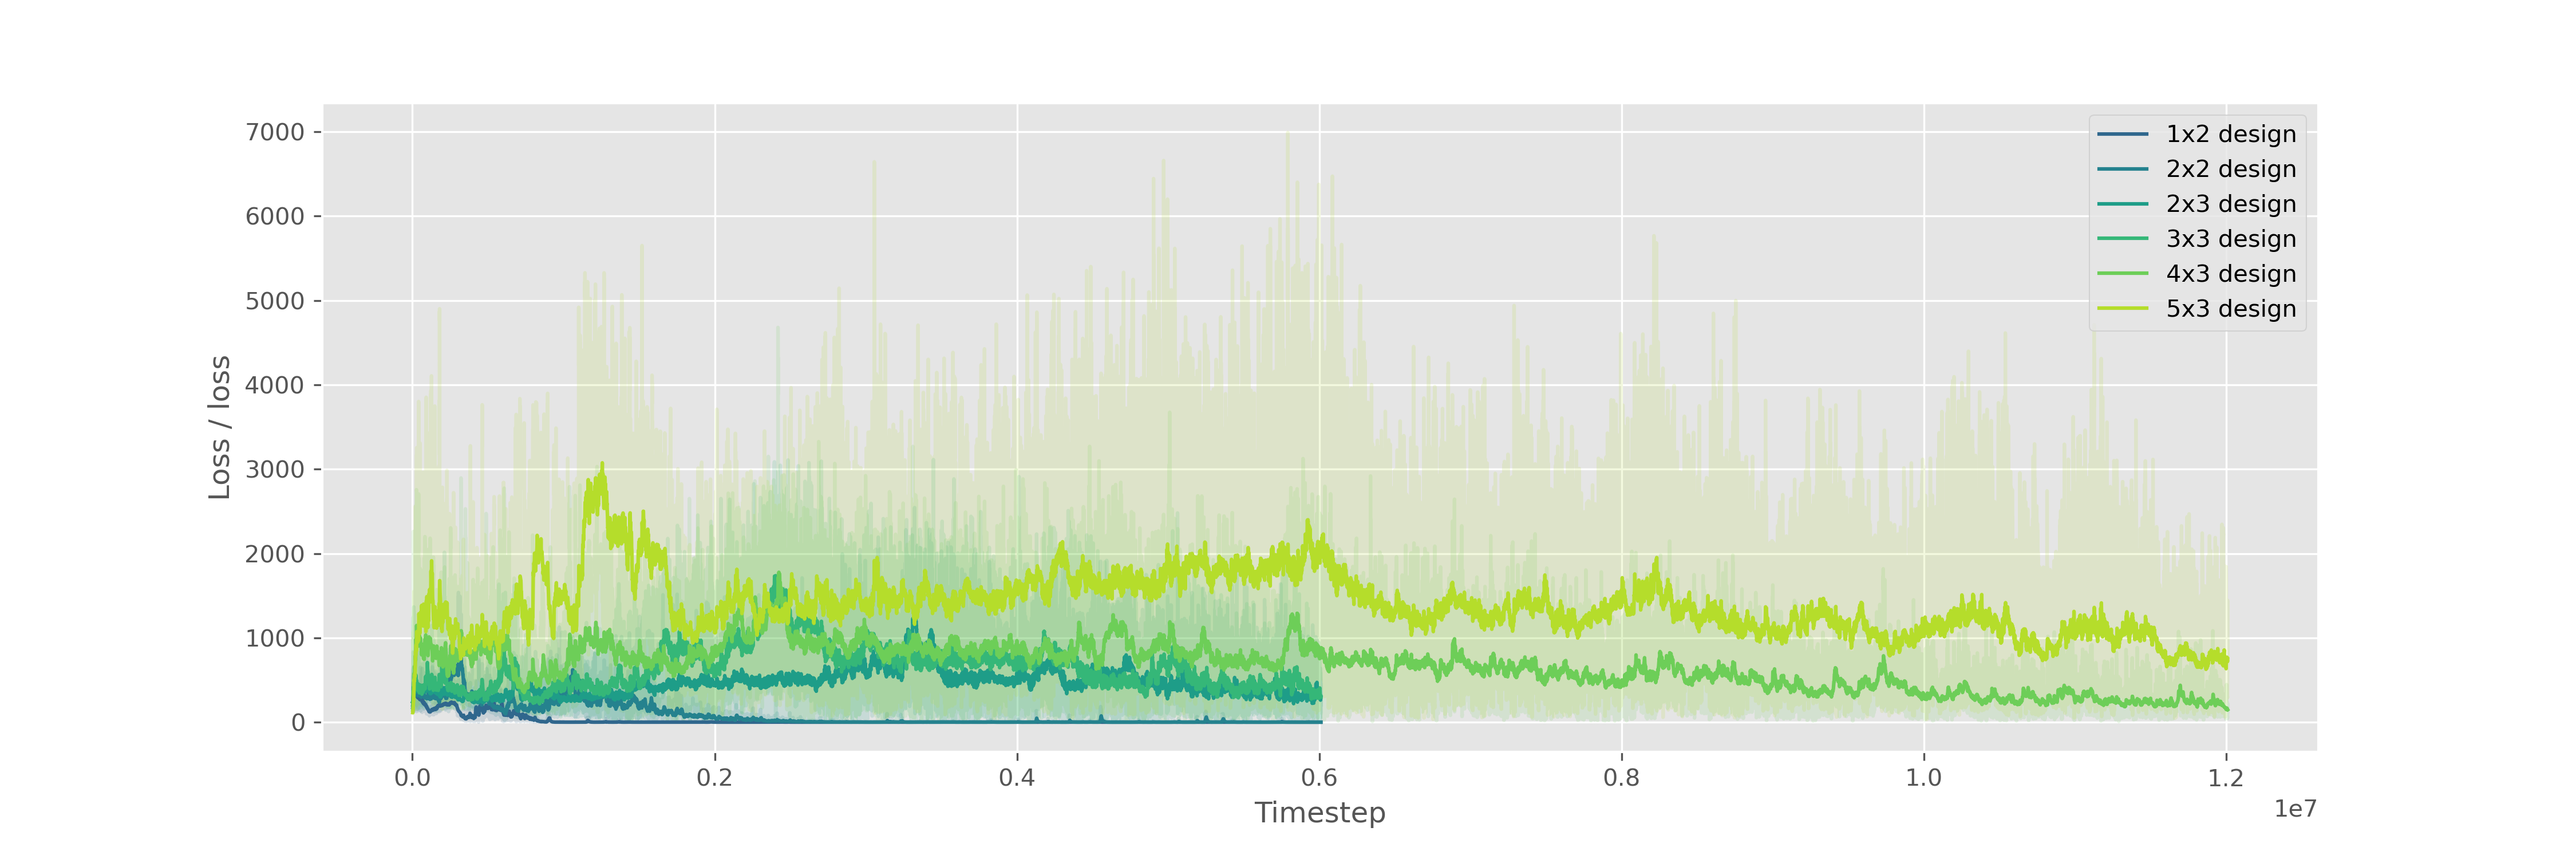 7000
6000
5000
4000
3000
2000
1000
0
Loss / loss
0.0
0.2
0.4
0.6
0.8
1.0
1.2
1e7
Timestep
1x2 design
2x2 design
2x3 design
3x3 design
4x3 design
5x3 design